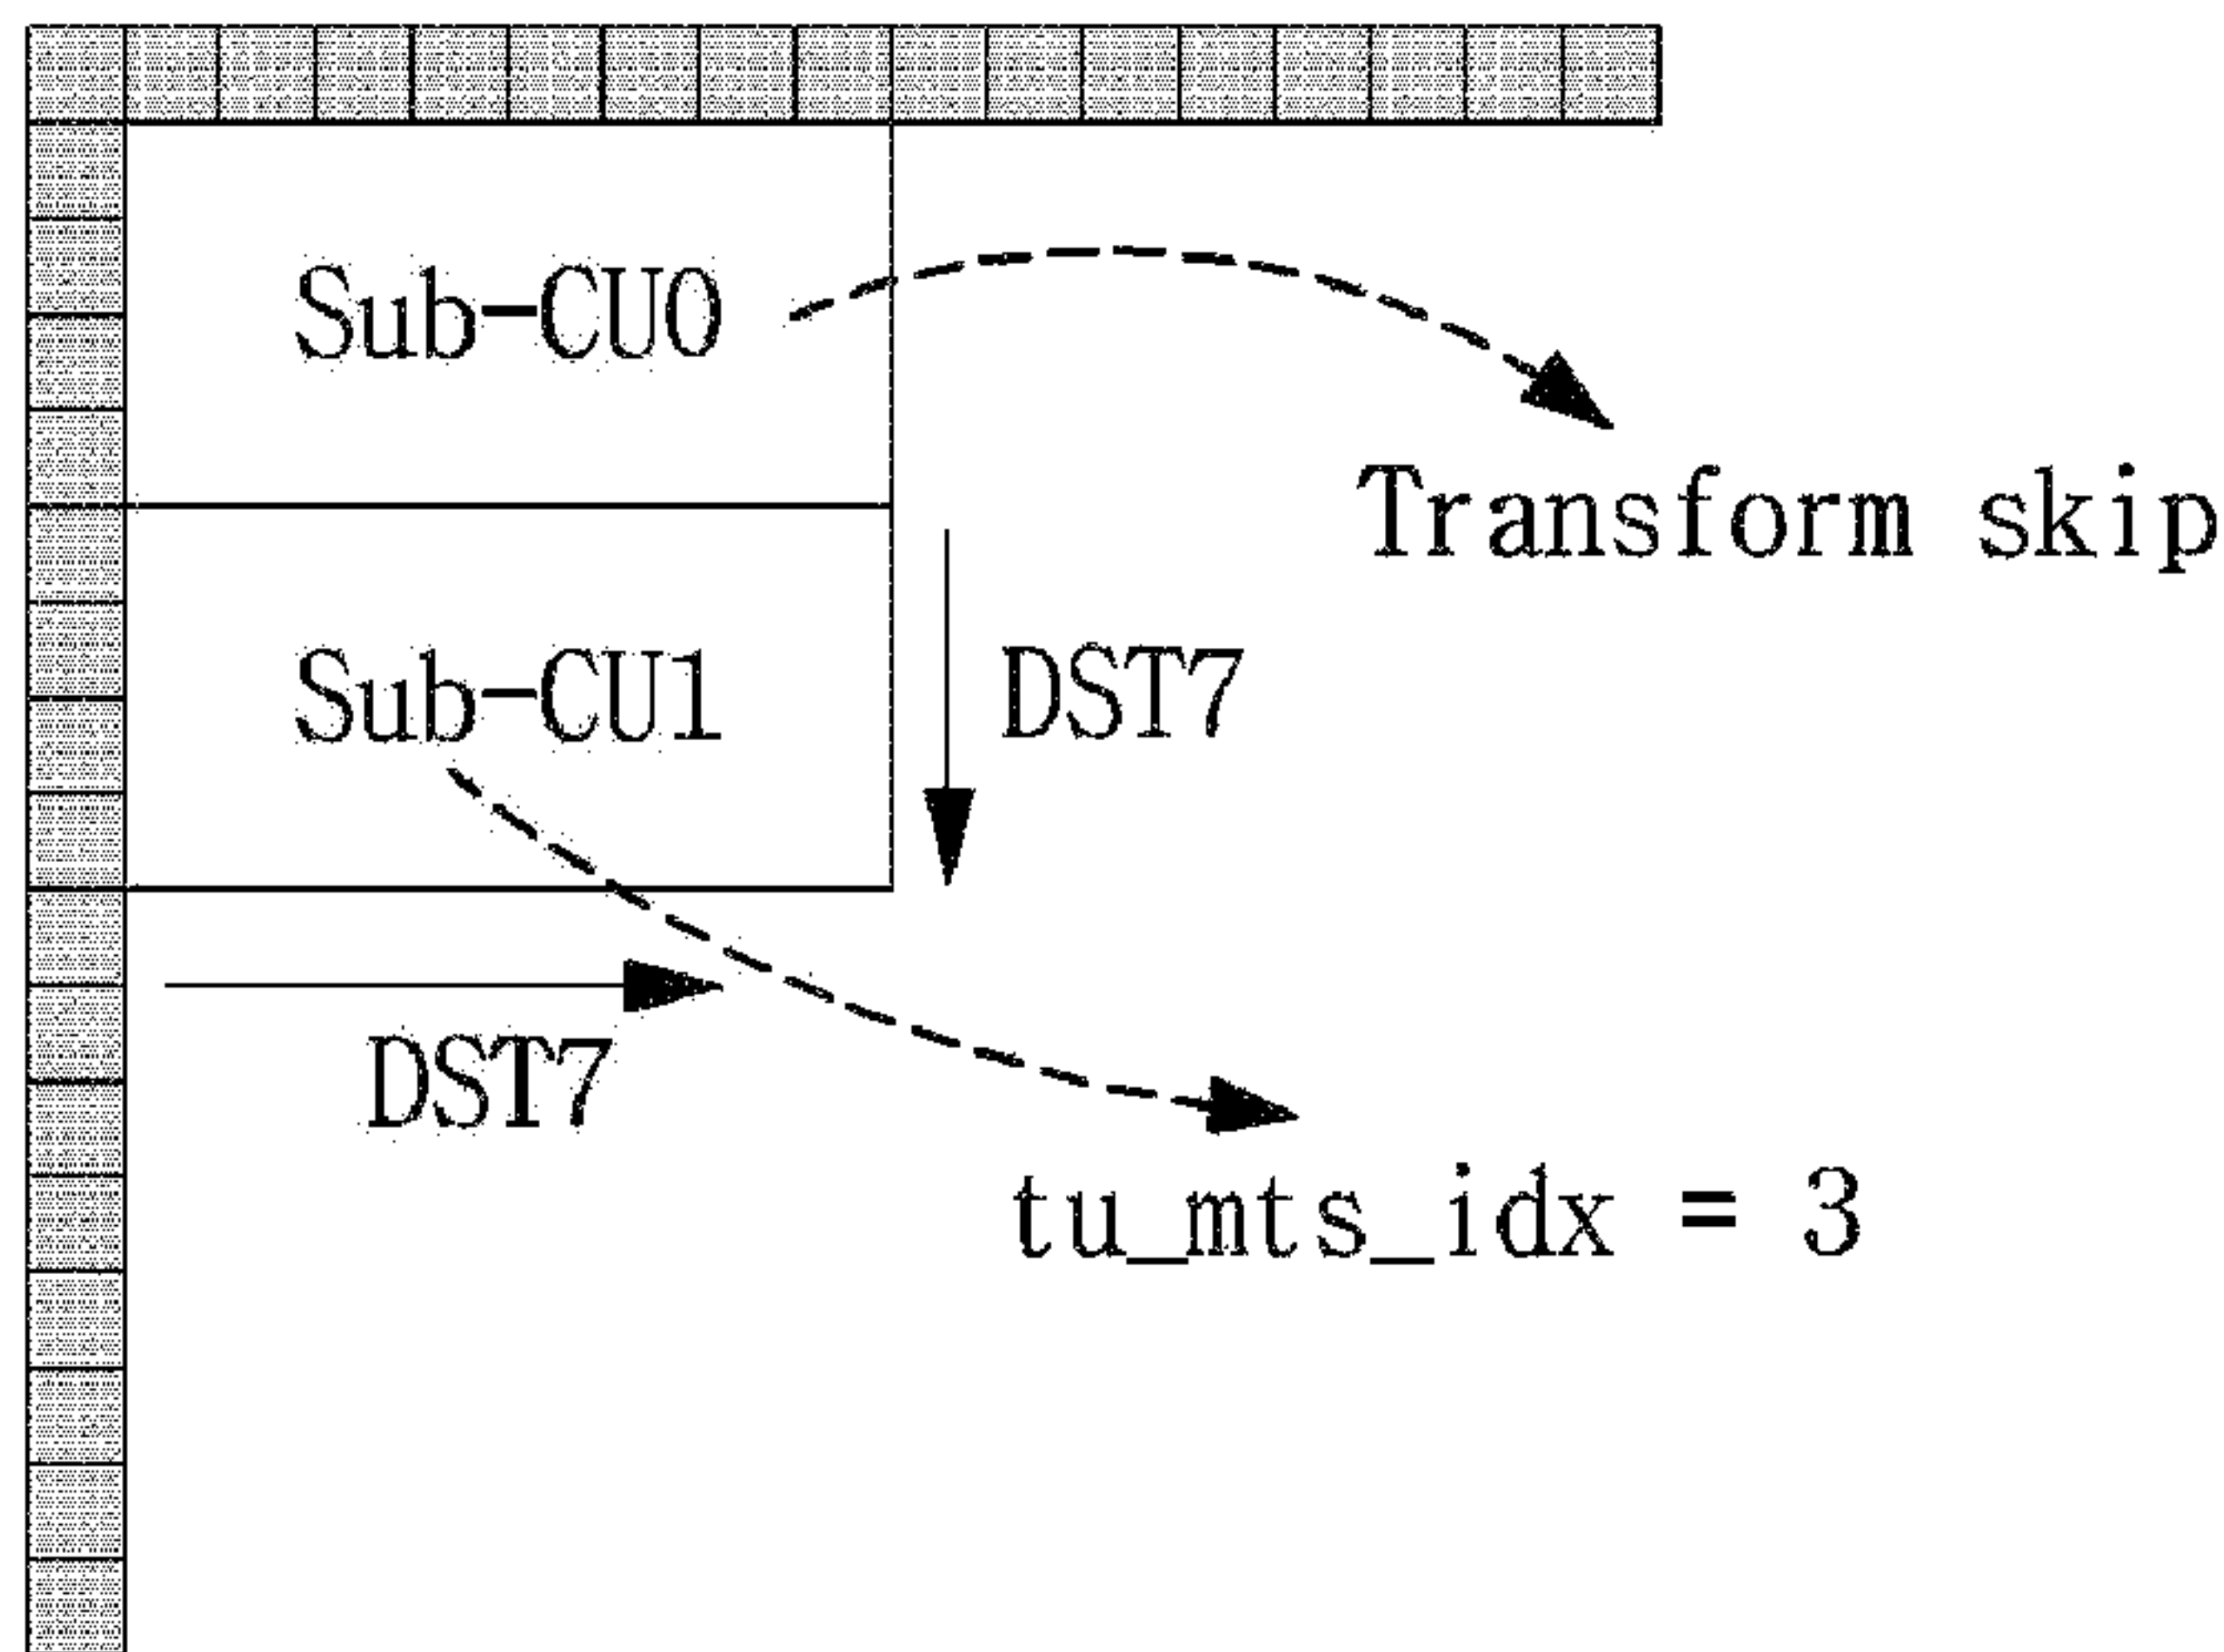 Sub-CU0
Transform skip
Sub-CU1
DST7
DST7
tu_mts_idx = 3